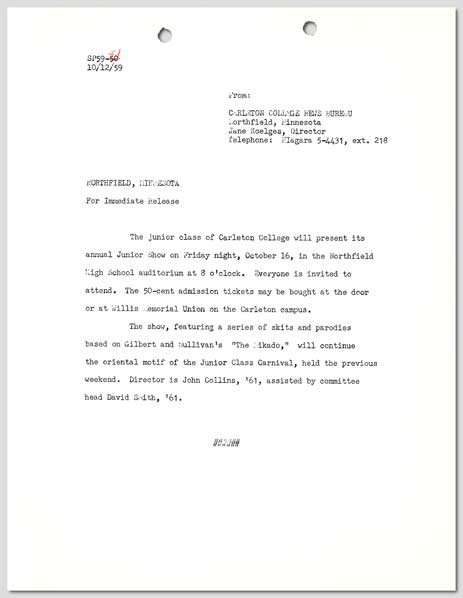 SP59-
10/12/59
From:
CARLETON COLLEGE NEWS BUREAU
Northfield, Minnesota
Jane Koelges, Director
Telephone: NIagara 5-4431, ext. 218
NORTHFIELD, MINNESOTA
For Immediate Release
The junior class of Carleton College will present its
annual Junior Show on Friday night, October 16, in the Northfield
High School auditorium at 8 o'clock. Everyone is invited to
attend. The 50-cent admission tickets may be bought at the door
or at Willis Memorial Union on the Carleton campus.
The show, featuring a series of skits and parodies
based on Gilbert and Sullivan's "The Mikado," will continue
the oriental motif of the Junior Class Carnival, held the previous
weekend. Director is John Collins, '61, assisted by committee
head David Smith, '61.
######